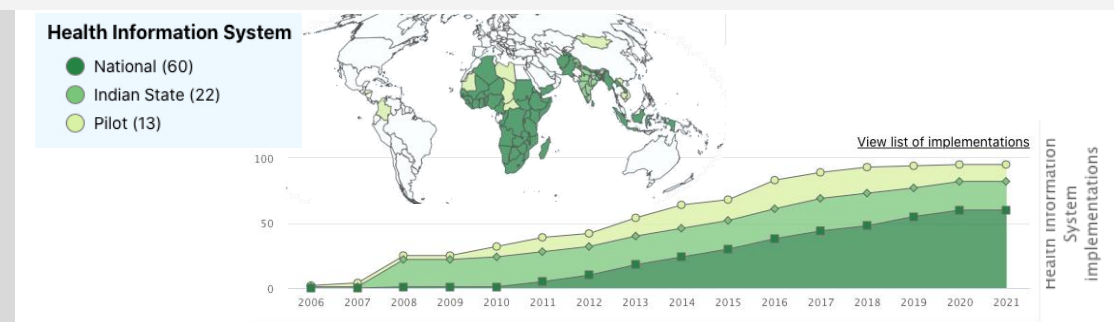 Health Information System
National (60)
Indian State (22)
Pilot (13)
View list of implementations
100
50
0
2006 2007 2008 2009 2010 2011 2012 2013 2014 2015 2016 2017 2018 2019 2020 2021
Health Information
System
implementations